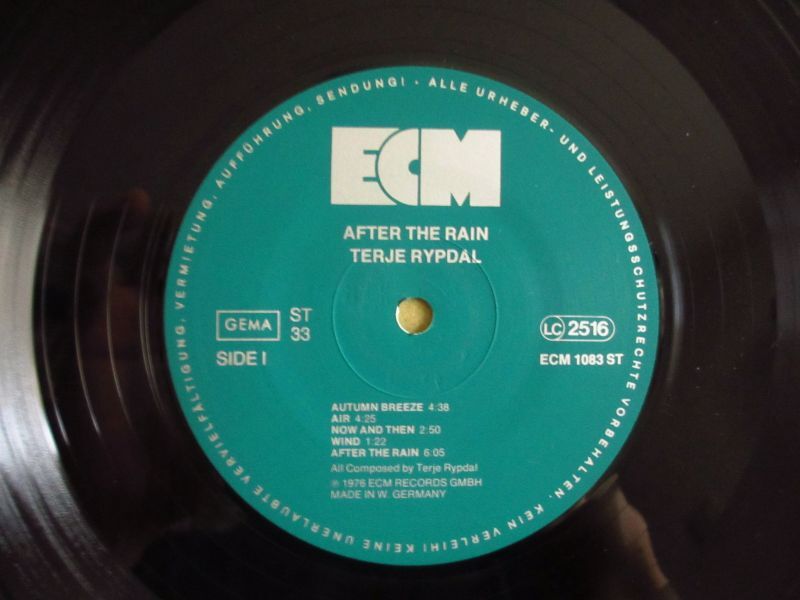 ALLE URHEBER- UND LEISTUNGSSCHUTZRECHTE VORBEHALTEN. KEIN VERLEIH! KEINE UNERLAUBTE VERVIELFÄLTIGUNG, VERMIETUNG, AUFFÜHRUNG, SENDUNG! ·
ECM
AFTER THE RAIN
TERJE RYPDAL
GEMA
ST
33
LC 2516
SIDE I
ECM 1083 ST
AUTUMN BREEZE 4:38
AIR 4:25
NOW AND THEN 2:50
WIND 1:22
AFTER THE RAIN 6:05
All Composed by Terje Rypdal
℗ 1976 ECM RECORDS GMBH
MADE IN W. GERMANY